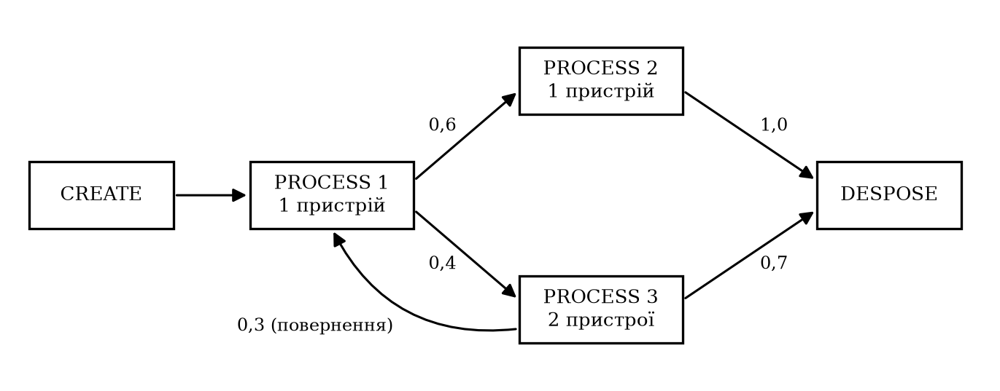 PROCESS 2
1 пристрій
0,6
1,0
CREATE
PROCESS 1
1 пристрій
DESPOSE
0,4
0,7
PROCESS 3
2 пристрої
0,3 (повернення)